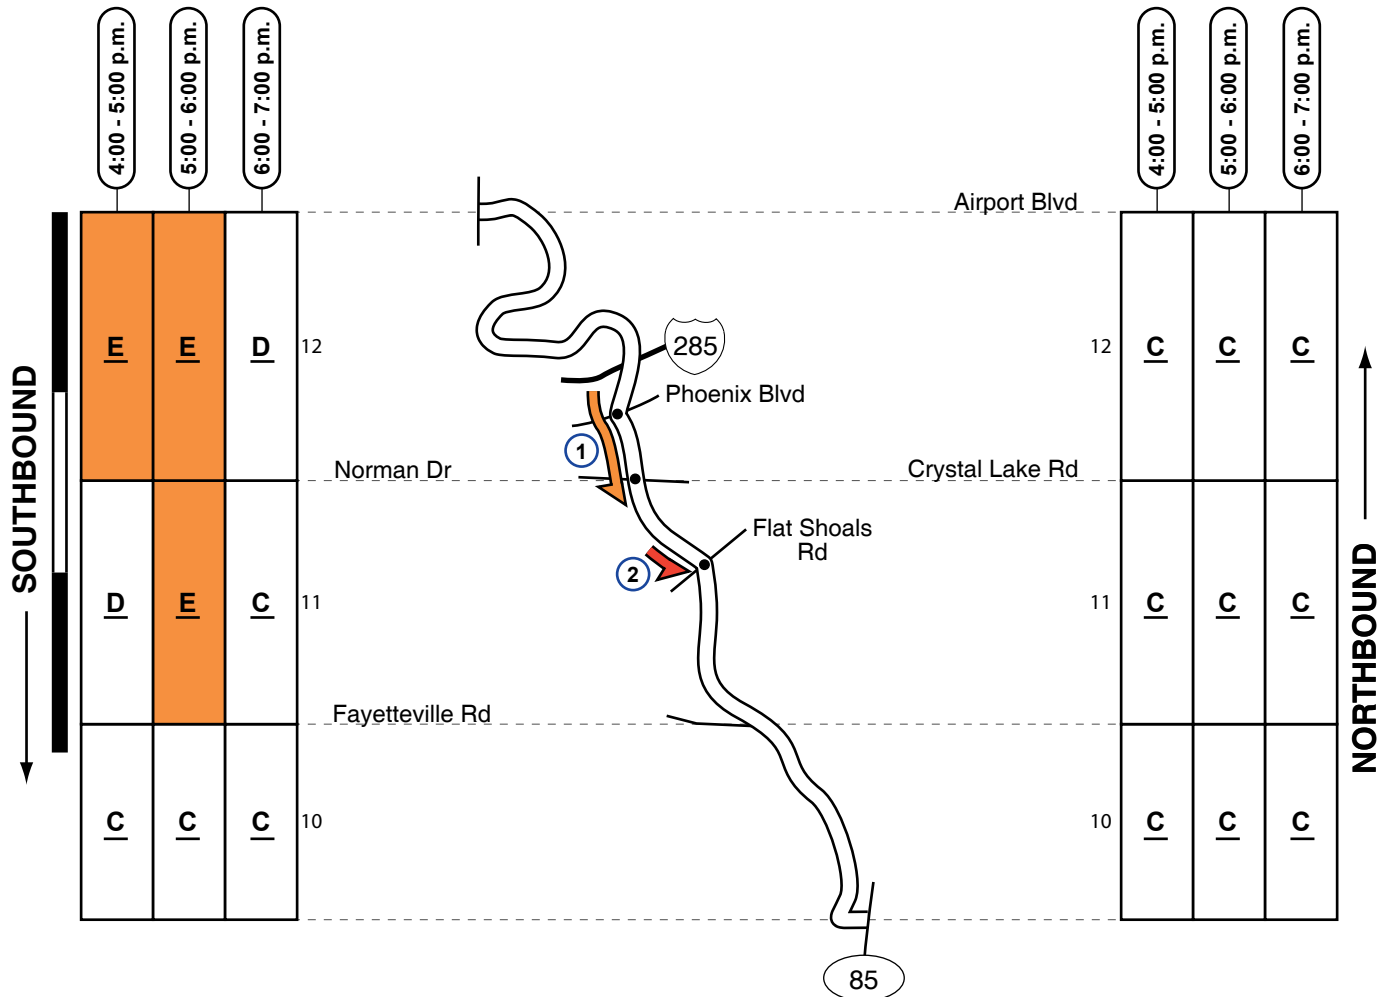 4:00 - 5:00 p.m.
5:00 - 6:00 p.m.
6:00 - 7:00 p.m.
4:00 - 5:00 p.m.
5:00 - 6:00 p.m.
6:00 - 7:00 p.m.
Airport Blvd
E E D 12
285
12 C C C
Phoenix Blvd
1
SOUTHBOUND
Norman Dr
Crystal Lake Rd
Flat Shoals
Rd
2
D E C 11
11 C C C
NORTHBOUND
Fayetteville Rd
C C C 10
10 C C C
85